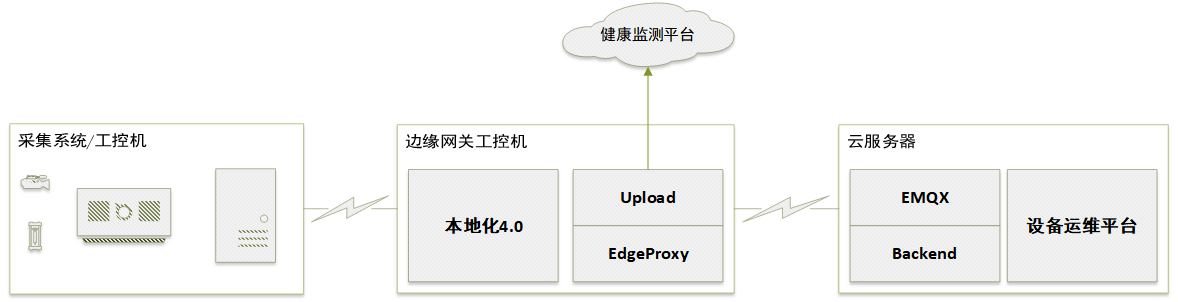 健康监测平台
采集系统/工控机
边缘网关工控机
本地化4.0
Upload
EdgeProxy
云服务器
EMQX
Backend
设备运维平台